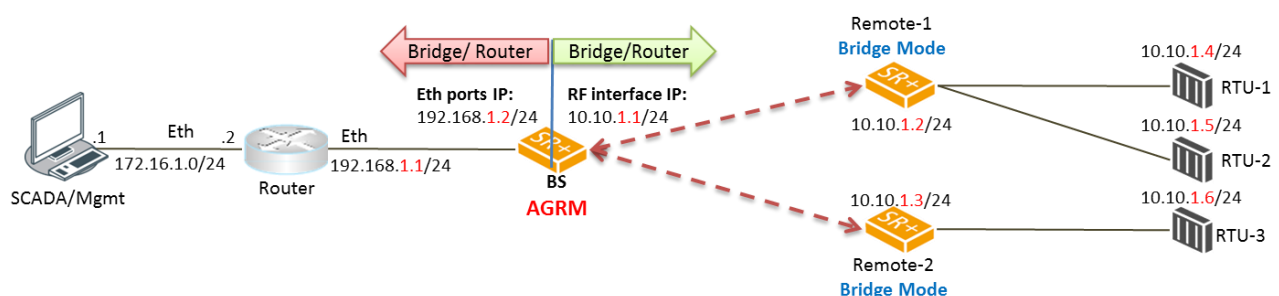 Remote-1
Bridge Mode
10.10.1.4/24
Bridge/ Router
Bridge/Router
SR+
RTU-1
Eth ports IP:
192.168.1.2/24
RF interface IP:
10.10.1.1/24
10.10.1.2/24
10.10.1.5/24
.1
Eth
.2
Eth
SR+
RTU-2
172.16.1.0/24
192.168.1.1/24
Router
BS
AGRM
SCADA/Mgmt
10.10.1.3/24
10.10.1.6/24
SR+
RTU-3
Remote-2
Bridge Mode